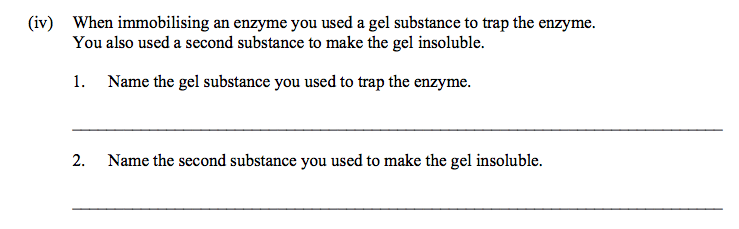 (iv) When immobilising an enzyme you used a gel substance to trap the enzyme.
You also used a second substance to make the gel insoluble.
1. Name the gel substance you used to trap the enzyme.
2. Name the second substance you used to make the gel insoluble.